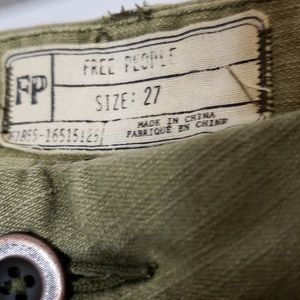 FP
FREE PEOPLE
SIZE: 27
MADE IN CHINA
FABRIQUÉ EN CHINE